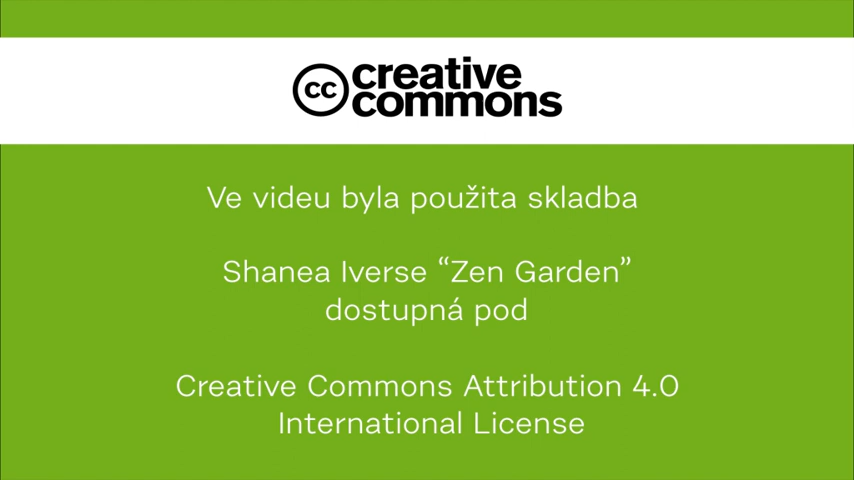 cc creative
commons
Ve videu byla použita skladba
Shanea Iverse “Zen Garden”
dostupná pod
Creative Commons Attribution 4.0
International License